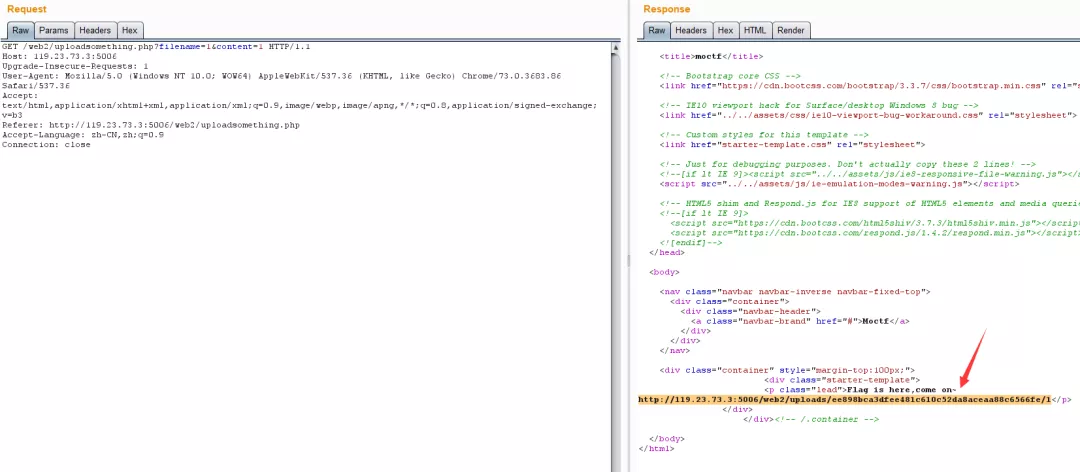 Request
Raw Params Headers Hex
GET /web2/uploadsomething.php?filename=1&content=1 HTTP/1.1
Host: 119.23.73.3:5006
Upgrade-Insecure-Requests: 1
User-Agent: Mozilla/5.0 (Windows NT 10.0; WOW64) AppleWebKit/537.36 (KHTML, like Gecko) Chrome/73.0.3683.86
Safari/537.36
Accept:
text/html,application/xhtml+xml,application/xml;q=0.9,image/webp,image/apng,*/*;q=0.8,application/signed-exchange;
v=b3
Referer: http://119.23.73.3:5006/web2/uploadsomething.php
Accept-Language: zh-CN,zh;q=0.9
Connection: close
Response
Raw Headers Hex HTML Render
<title>moctf</title>
<!-- Bootstrap core CSS -->
<link href="https://cdn.bootcss.com/bootstrap/3.3.7/css/bootstrap.min.css" rel="s
<!-- IE10 viewport hack for Surface/desktop Windows 8 bug -->
<link href="../../assets/css/ie10-viewport-bug-workaround.css" rel="stylesheet">
<!-- Custom styles for this template -->
<link href="starter-template.css" rel="stylesheet">
<!-- Just for debugging purposes. Don't actually copy these 2 lines! -->
<!--[if lt IE 9]><script src="../../assets/js/ie8-responsive-file-warning.js"></s
<script src="../../assets/js/ie-emulation-modes-warning.js"></script>
<!-- HTML5 shim and Respond.js for IE8 support of HTML5 elements and media querie
<!--[if lt IE 9]>
<script src="https://cdn.bootcss.com/html5shiv/3.7.3/html5shiv.min.js"></script
<script src="https://cdn.bootcss.com/respond.js/1.4.2/respond.min.js"></script>
<![endif]-->
</head>
<body>
<nav class="navbar navbar-inverse navbar-fixed-top">
<div class="container">
<div class="navbar-header">
<a class="navbar-brand" href="#">Moctf</a>
</div>
</div>
</nav>
<div class="container" style="margin-top:100px;">
<div class="starter-template">
<p class="lead">Flag is here,come on~
http://119.23.73.3:5006/web2/uploads/ee898bca3dfee481c610c52da8aceaa88c6566fe/1</p>
</div>
</div><!-- /.container -->
</body>
</html>